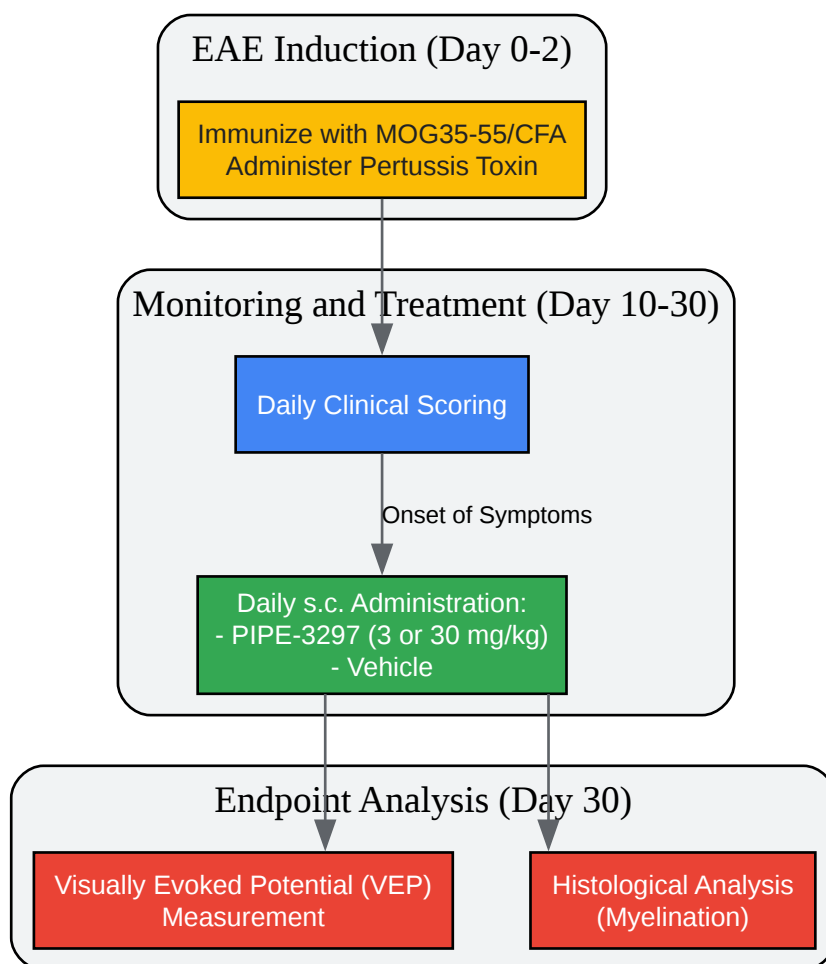 EAE Induction (Day 0-2)
Immunize with MOG35-55/CFA
Administer Pertussis Toxin
Monitoring and Treatment (Day 10-30)
Daily Clinical Scoring
Onset of Symptoms
Daily s.c. Administration:
- PIPE-3297 (3 or 30 mg/kg)
- Vehicle
Endpoint Analysis (Day 30)
Visually Evoked Potential (VEP)
Measurement
Histological Analysis
(Myelination)